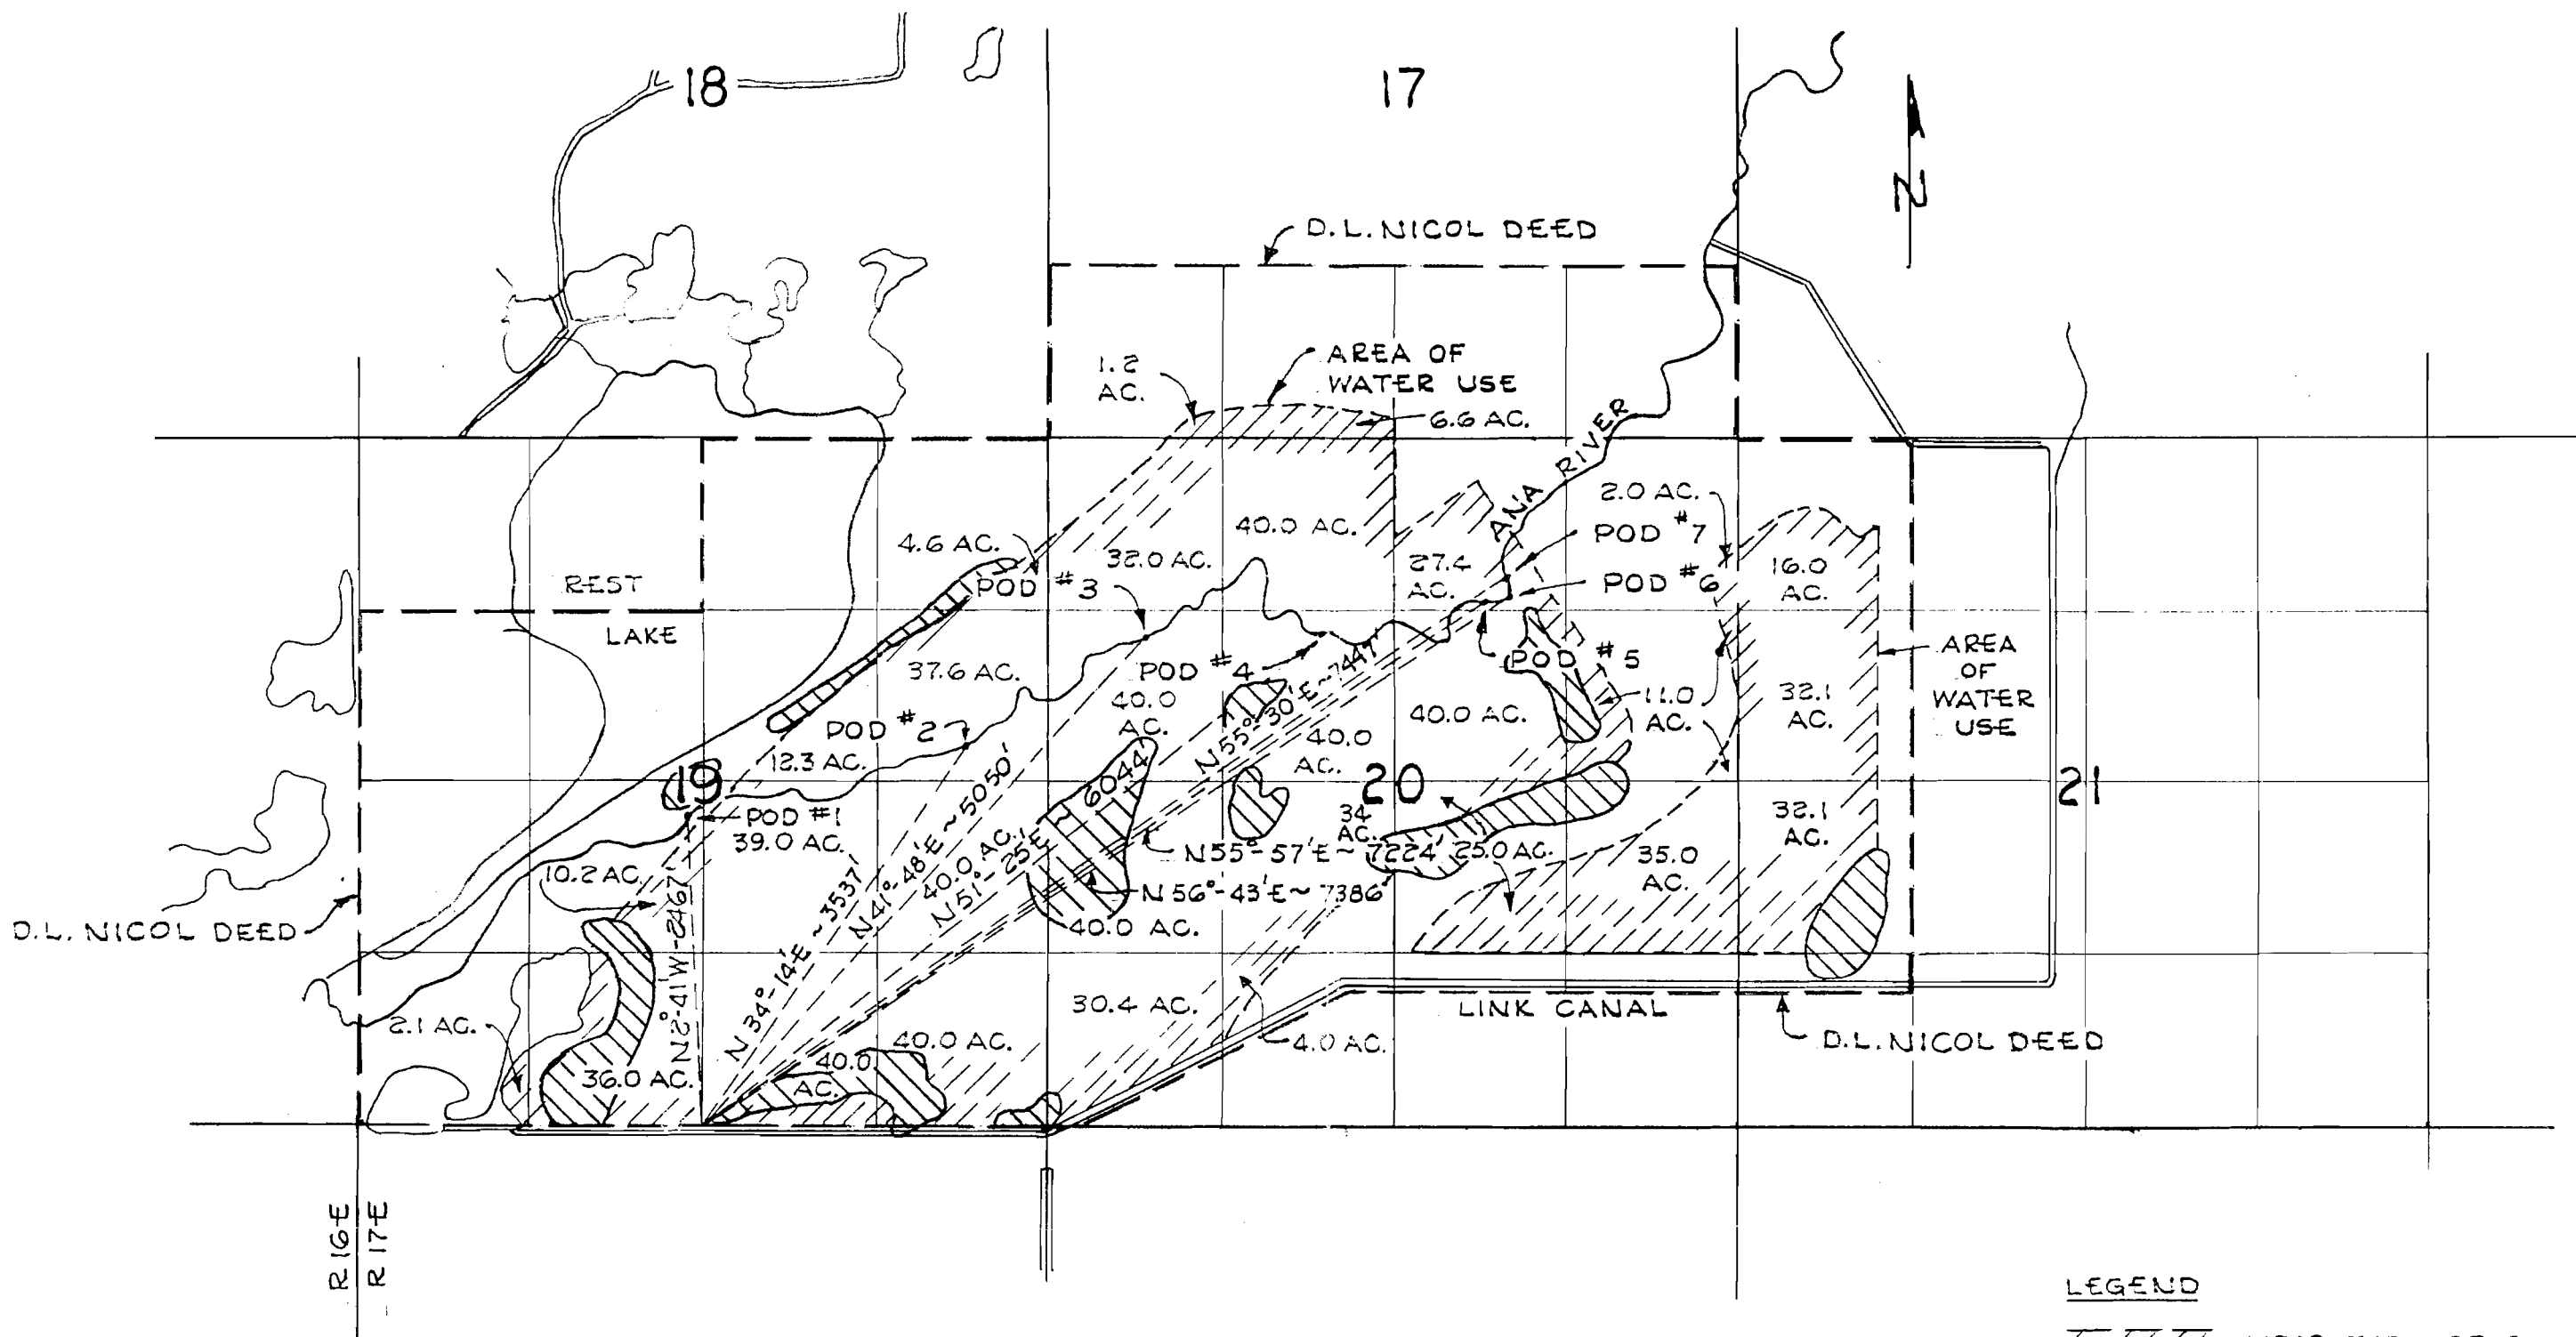 18
17
N
D.L. NICOL DEED
1.2
AC.
AREA OF
WATER USE
6.6 AC.
ANA RIVER
2.0 AC.
40.0 AC.
POD #7
4.6 AC.
32.0 AC.
27.4
AC.
16.0
AC.
REST
POD #3
POD #6
LAKE
AREA
OF
WATER
USE
37.6 AC.
POD #4
POD #5
40.0
AC.
N 55°-30'E ~ 7447'
40.0 AC.
11.0
AC.
32.1
AC.
POD #2
12.3 AC.
40.0
AC.
19
20
21
POD #1
39.0 AC.
34
AC.
32.1
AC.
N 55°-57'E ~ 7224'
25.0 AC.
35.0
AC.
10.2 AC.
N 56°-43'E ~ 7386'
N 2°-41'W-2467'
N 34°-14'E ~ 3537'
N 41°-48'E ~ 5050'
40.0 AC.
N 51°-25'E ~ 6044'
40.0 AC.
D.L. NICOL DEED
2.1 AC.
30.4 AC.
LINK CANAL
40.0 AC.
4.0 AC.
D.L. NICOL DEED
36.0 AC.
40.0
AC.
R 16 E
R 17 E
LEGEND